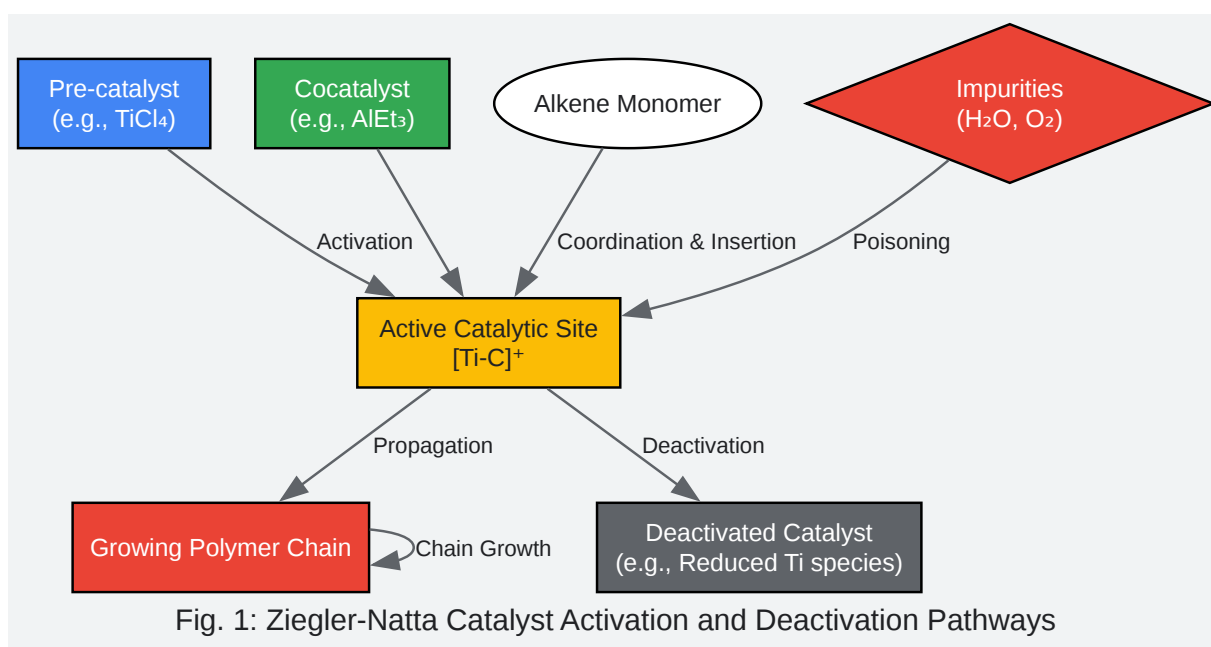 Pre-catalyst
(e.g., TiCl₄)
Cocatalyst
(e.g., AlEt₃)
Alkene Monomer
Impurities
(H₂O, O₂)
Activation
Coordination & Insertion
Poisoning
Active Catalytic Site
[Ti-C]⁺
Propagation
Deactivation
Growing Polymer Chain
Chain Growth
Deactivated Catalyst
(e.g., Reduced Ti species)
Fig. 1: Ziegler-Natta Catalyst Activation and Deactivation Pathways